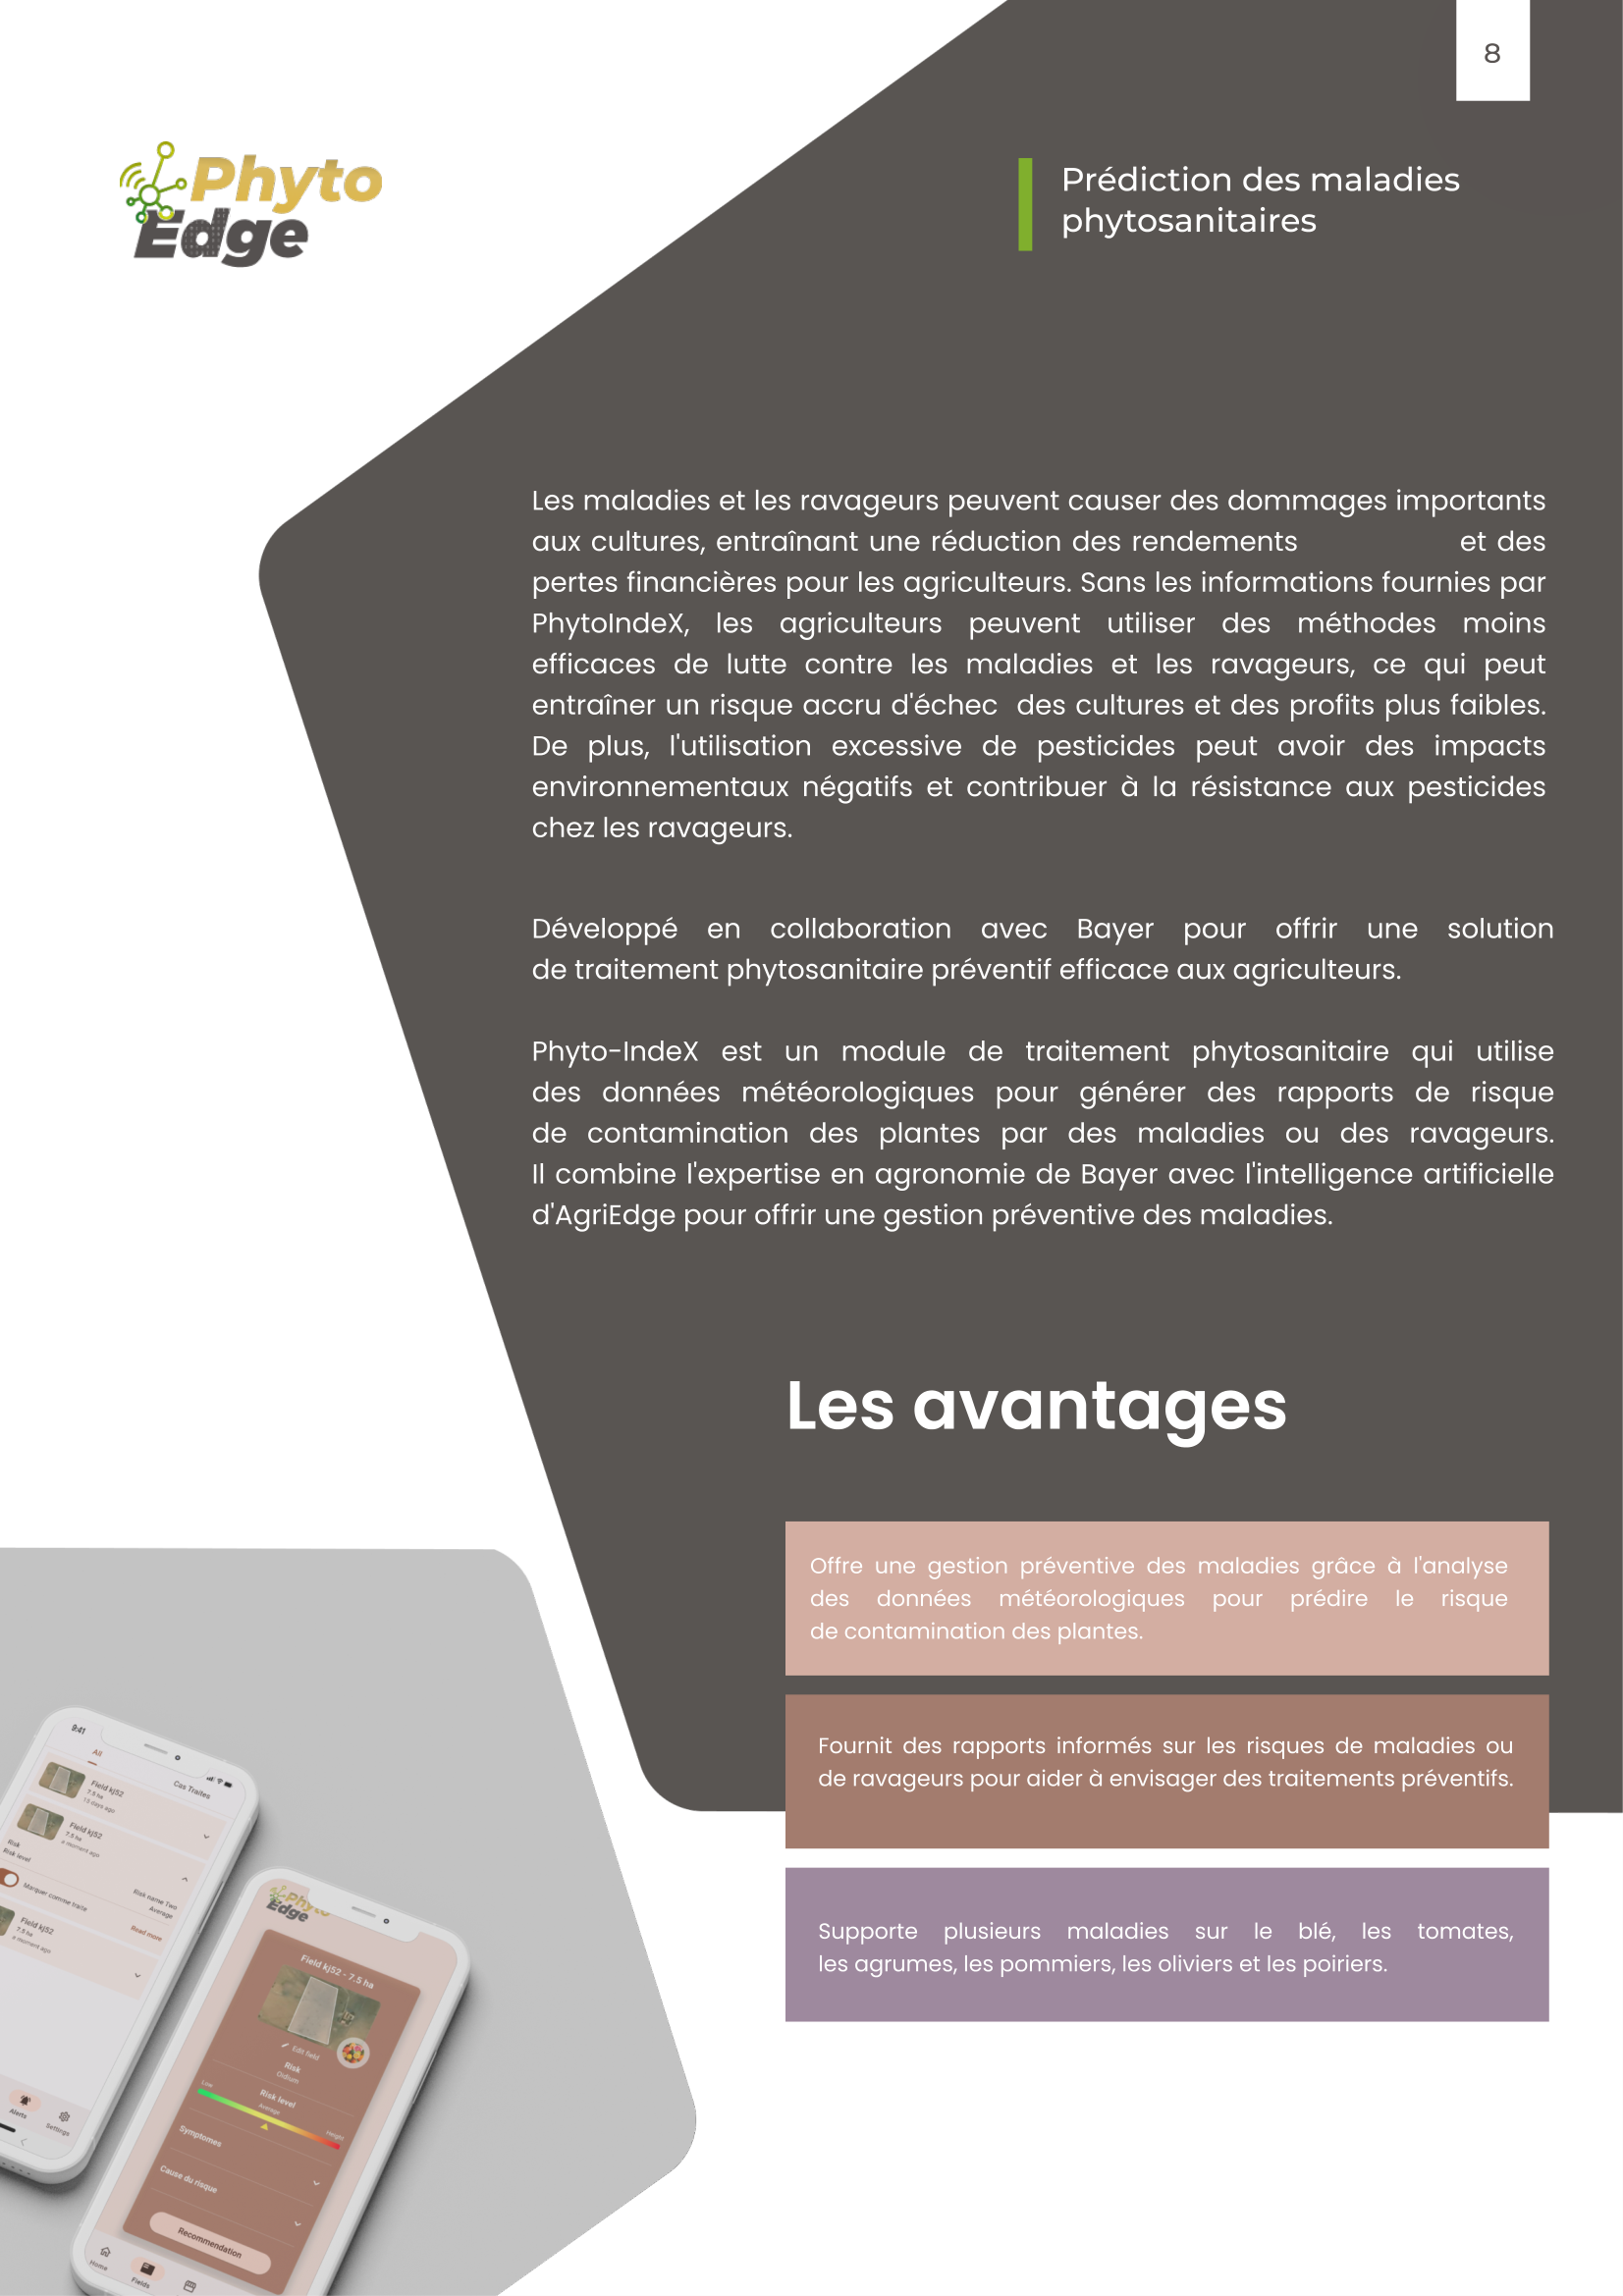 8
Phyto
Edge
Prédiction des maladies
phytosanitaires
Les maladies et les ravageurs peuvent causer des dommages importants
aux cultures, entraînant une réduction des rendements et des
pertes financières pour les agriculteurs. Sans les informations fournies par
PhytoIndeX, les agriculteurs peuvent utiliser des méthodes moins
efficaces de lutte contre les maladies et les ravageurs, ce qui peut
entraîner un risque accru d'échec des cultures et des profits plus faibles.
De plus, l'utilisation excessive de pesticides peut avoir des impacts
environnementaux négatifs et contribuer à la résistance aux pesticides
chez les ravageurs.
Développé en collaboration avec Bayer pour offrir une solution
de traitement phytosanitaire préventif efficace aux agriculteurs.
Phyto-IndeX est un module de traitement phytosanitaire qui utilise
des données météorologiques pour générer des rapports de risque
de contamination des plantes par des maladies ou des ravageurs.
Il combine l'expertise en agronomie de Bayer avec l'intelligence artificielle
d'AgriEdge pour offrir une gestion préventive des maladies.
Les avantages
Offre une gestion préventive des maladies grâce à l'analyse
des données météorologiques pour prédire le risque
de contamination des plantes.
Fournit des rapports informés sur les risques de maladies ou
de ravageurs pour aider à envisager des traitements préventifs.
Supporte plusieurs maladies sur le blé, les tomates,
les agrumes, les pommiers, les oliviers et les poiriers.
9:41
All
Cas Traites
Field kj52
7.5 ha
13 days ago
Field kj52
7.5 ha
a moment ago
Risk
Risk name Two
Risk level
Average
Marquer comme traite
Read more
Field kj52
7.5 ha
a moment ago
Alerts
Settings
Phyto
Edge
Field kj52 - 7.5 ha
Edit field
Risk
Oidium
Risk level
Low
Average
Height
Symptomes
Cause du risque
Recommendation
Home
Fields